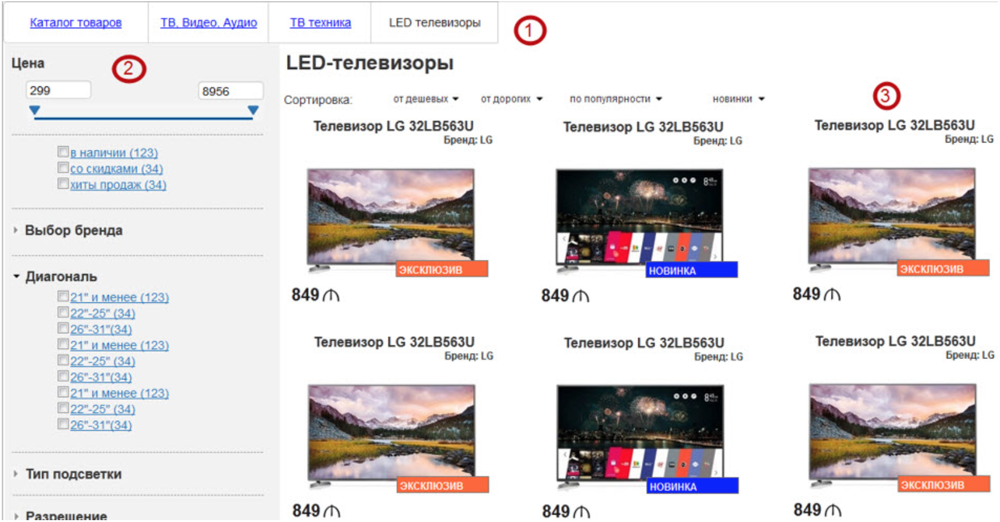 Каталог товаров
ТВ, Видео, Аудио
ТВ техника
LED телевизоры
1
Цена
2
299
8956
в наличии (123)
со скидками (34)
хиты продаж (34)
Выбор бренда
Диагональ
21" и менее (123)
22"-25" (34)
26"-31"(34)
21" и менее (123)
22"-25" (34)
26"-31"(34)
21" и менее (123)
22"-25" (34)
26"-31"(34)
Тип подсветки
Разрешение
LED-телевизоры
Сортировка: от дешевых от дорогих по популярности новинки
3
Телевизор LG 32LB563U
Бренд: LG
ЭКСКЛЮЗИВ
849 ₼
Телевизор LG 32LB563U
Бренд: LG
НОВИНКА
849 ₼
Телевизор LG 32LB563U
Бренд: LG
ЭКСКЛЮЗИВ
849 ₼
Телевизор LG 32LB563U
Бренд: LG
ЭКСКЛЮЗИВ
849 ₼
Телевизор LG 32LB563U
Бренд: LG
НОВИНКА
849 ₼
Телевизор LG 32LB563U
Бренд: LG
ЭКСКЛЮЗИВ
849 ₼